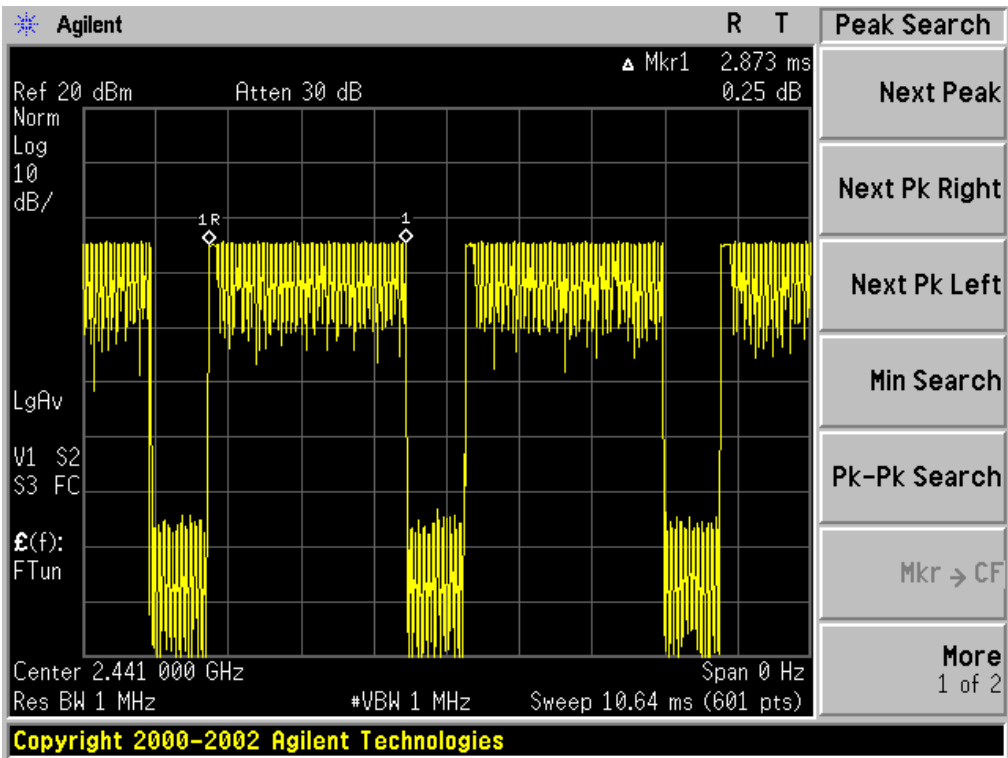 Agilent R T Peak Search
Δ Mkr1 2.873 ms
Ref 20 dBm Atten 30 dB 0.25 dB
Norm
Log
10
dB/
1R 1
LgAv
V1 S2
S3 FC
£(f):
FTun
Center 2.441 000 GHz Span 0 Hz
Res BW 1 MHz #VBW 1 MHz Sweep 10.64 ms (601 pts)
Copyright 2000-2002 Agilent Technologies
Next Peak
Next Pk Right
Next Pk Left
Min Search
Pk-Pk Search
Mkr → CF
More
1 of 2